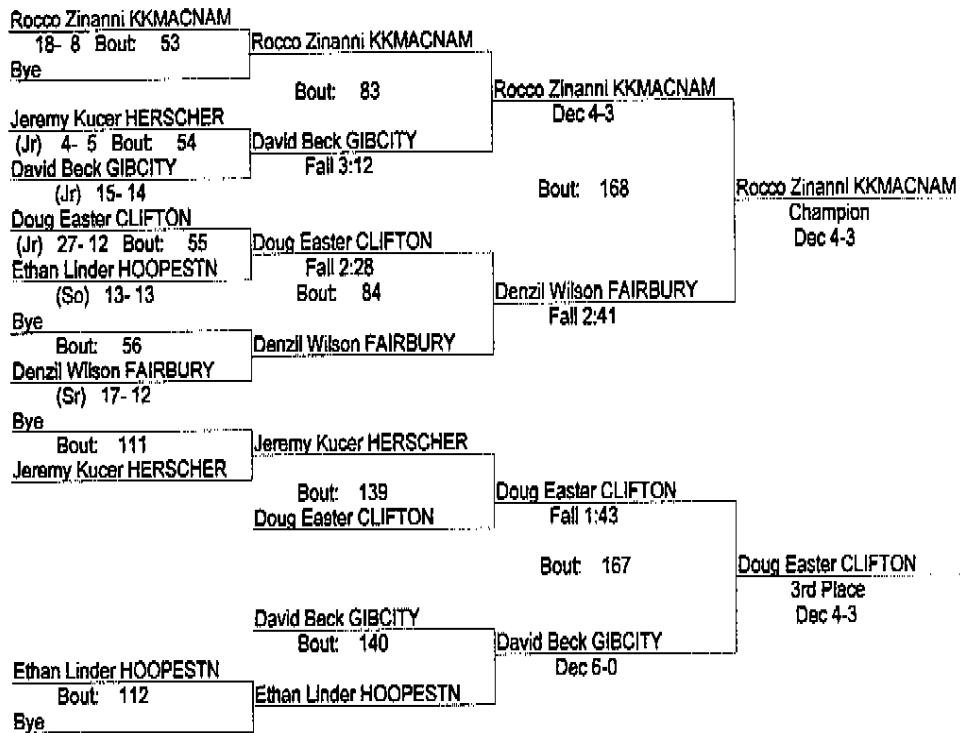 Rocco Zinanni KKMACNAM
18- 8 Bout: 53
Bye
Rocco Zinanni KKMACNAM
Bout: 83
Jeremy Kucer HERSCHER
(Jr) 4- 5 Bout: 54
David Beck GIBCITY
(Jr) 15- 14
David Beck GIBCITY
Fall 3:12
Rocco Zinanni KKMACNAM
Dec 4-3
Bout: 168
Doug Easter CLIFTON
(Jr) 27- 12 Bout: 55
Ethan Linder HOOPESTN
(So) 13- 13
Doug Easter CLIFTON
Fall 2:28
Bout: 84
Bye
Bout: 56
Denzil Wilson FAIRBURY
(Sr) 17- 12
Denzil Wilson FAIRBURY
Denzil Wilson FAIRBURY
Fall 2:41
Rocco Zinanni KKMACNAM
Champion
Dec 4-3
Bye
Bout: 111
Jeremy Kucer HERSCHER
Jeremy Kucer HERSCHER
Bout: 139
Doug Easter CLIFTON
Doug Easter CLIFTON
Fall 1:43
Bout: 167
David Beck GIBCITY
Bout: 140
Ethan Linder HOOPESTN
Bout: 112
Bye
Ethan Linder HOOPESTN
David Beck GIBCITY
Dec 6-0
Doug Easter CLIFTON
3rd Place
Dec 4-3